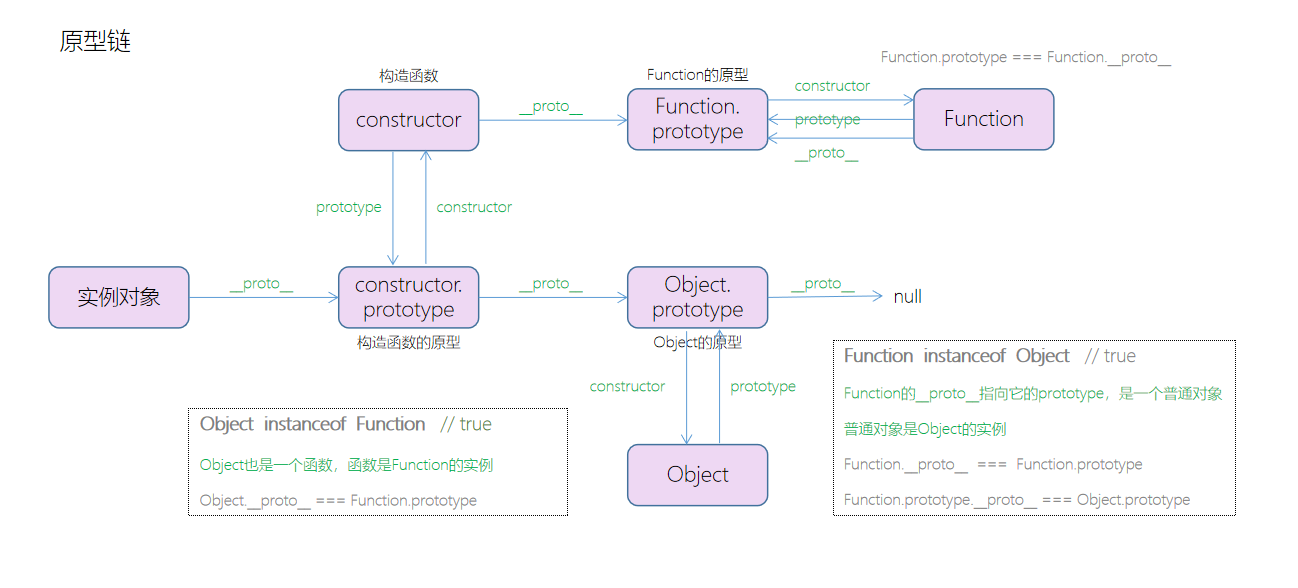 原型链
Function.prototype === Function.__proto__
构造函数
Function的原型
constructor
__proto__
Function.
prototype
constructor
prototype
__proto__
Function
prototype
constructor
实例对象
__proto__
constructor.
prototype
__proto__
Object.
prototype
__proto__
null
构造函数的原型
Object的原型
constructor
prototype
Object
Object instanceof Function // true
Object也是一个函数，函数是Function的实例
Object.__proto__ === Function.prototype
Function instanceof Object // true
Function的__proto__指向它的prototype，是一个普通对象
普通对象是Object的实例
Function.__proto__ === Function.prototype
Function.prototype.__proto__ === Object.prototype